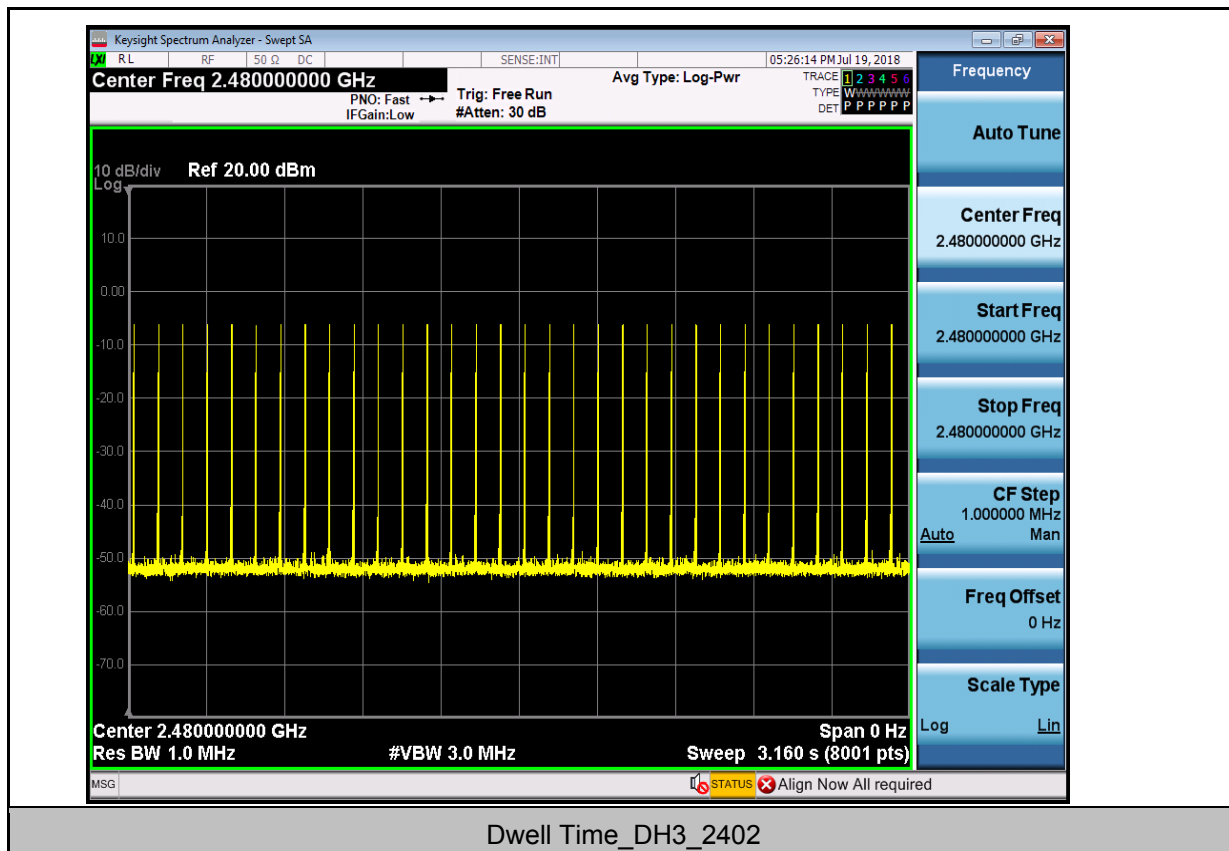 Keysight Spectrum Analyzer - Swept SA
LXI RL RF 50 Ω DC SENSE:INT 05:26:14 PM Jul 19, 2018
Center Freq 2.480000000 GHz
PNO: Fast
IFGain:Low
Trig: Free Run
#Atten: 30 dB
Avg Type: Log-Pwr
TRACE 1 2 3 4 5 6
TYPE WWWWWW
DET P P P P P P
10 dB/div
Log
Ref 20.00 dBm
10.0
0.00
-10.0
-20.0
-30.0
-40.0
-50.0
-60.0
-70.0
Center 2.480000000 GHz
Span 0 Hz
Res BW 1.0 MHz
#VBW 3.0 MHz
Sweep 3.160 s (8001 pts)
MSG
STATUS
Align Now All required
Frequency
Auto Tune
Center Freq
2.480000000 GHz
Start Freq
2.480000000 GHz
Stop Freq
2.480000000 GHz
CF Step
1.000000 MHz
Auto Man
Freq Offset
0 Hz
Scale Type
Log Lin
Dwell Time_DH3_2402